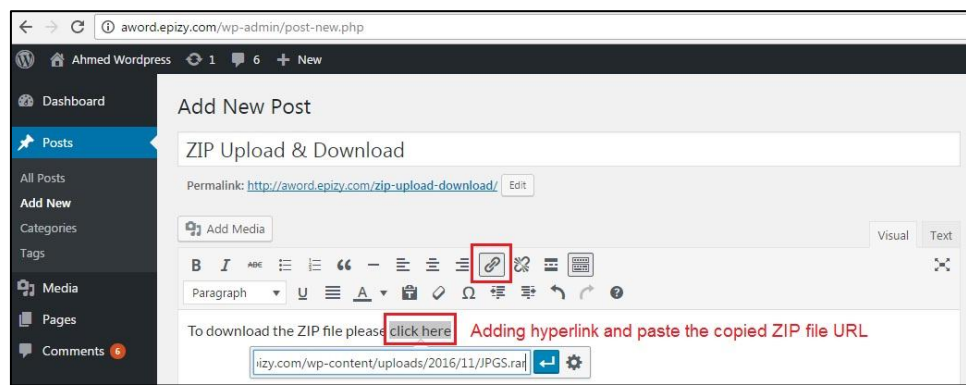 aword.epizy.com/wp-admin/post-new.php
Ahmed Wordpress 1 6 + New
Dashboard
Posts
All Posts
Add New
Categories
Tags
Media
Pages
Comments 6
Add New Post
ZIP Upload & Download
Permalink: http://aword.epizy.com/zip-upload-download/ Edit
Add Media
Visual Text
B I ABC
Paragraph U A Ω
To download the ZIP file please click here Adding hyperlink and paste the copied ZIP file URL
izy.com/wp-content/uploads/2016/11/JPGS.rar